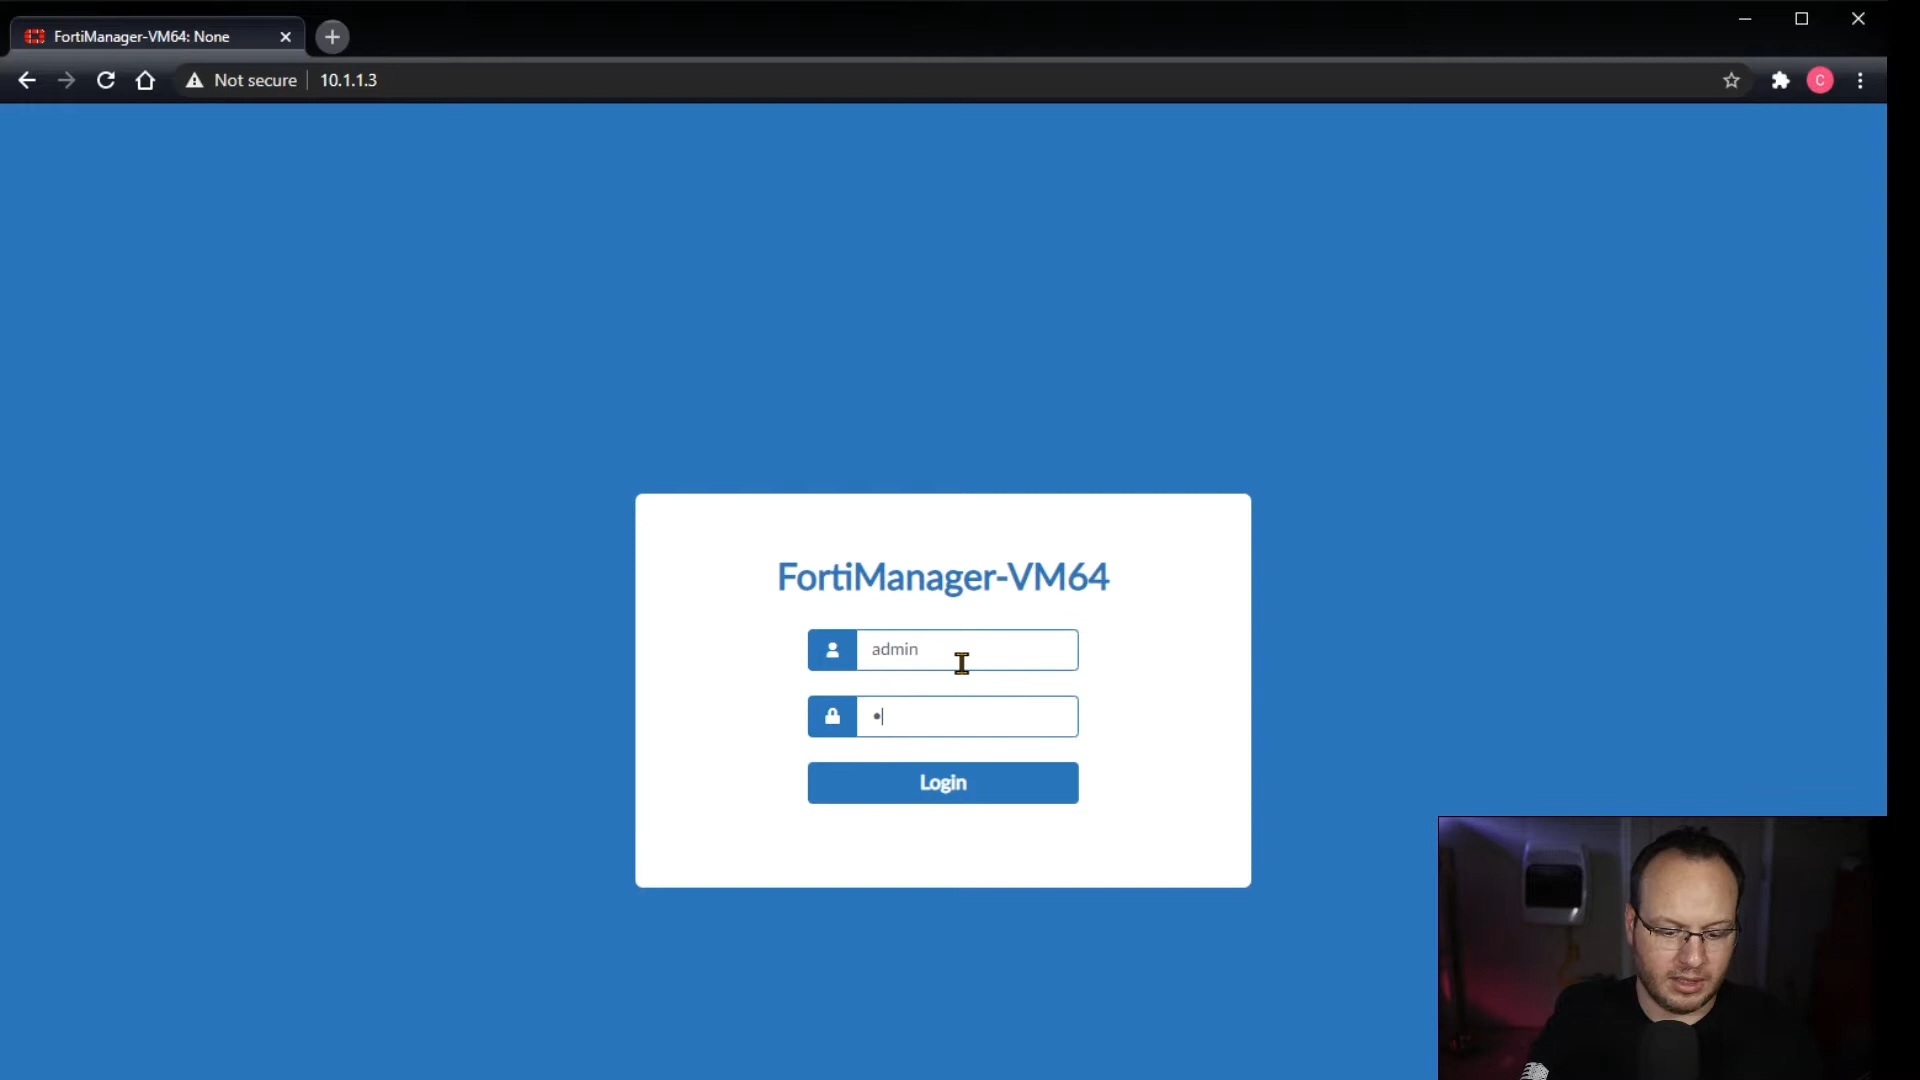 FortiManager-VM64: None
Not secure
10.1.1.3
C
FortiManager-VM64
admin
Login